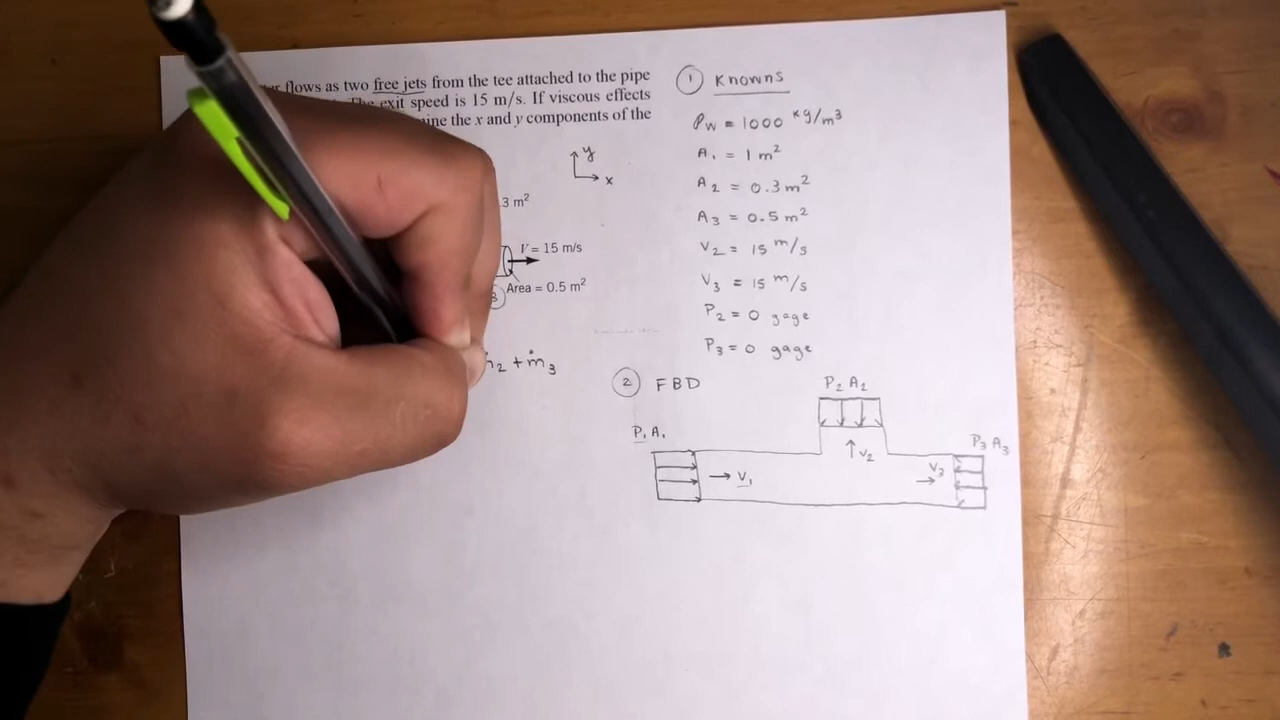 flows as two free jets from the tee attached to the pipe
The exit speed is 15 m/s. If viscous effects
the x and y components of the
y
x
3 m²
V = 15 m/s
Area = 0.5 m²
3
ṁ₂ + ṁ₃
1 Knowns
ρw = 1000 kg/m³
A₁ = 1 m²
A₂ = 0.3 m²
A₃ = 0.5 m²
V₂ = 15 m/s
V₃ = 15 m/s
P₂ = 0 gage
P₃ = 0 gage
2 FBD
P₂ A₂
P₁ A₁
P₃ A₃
V₂
V₁
V₃